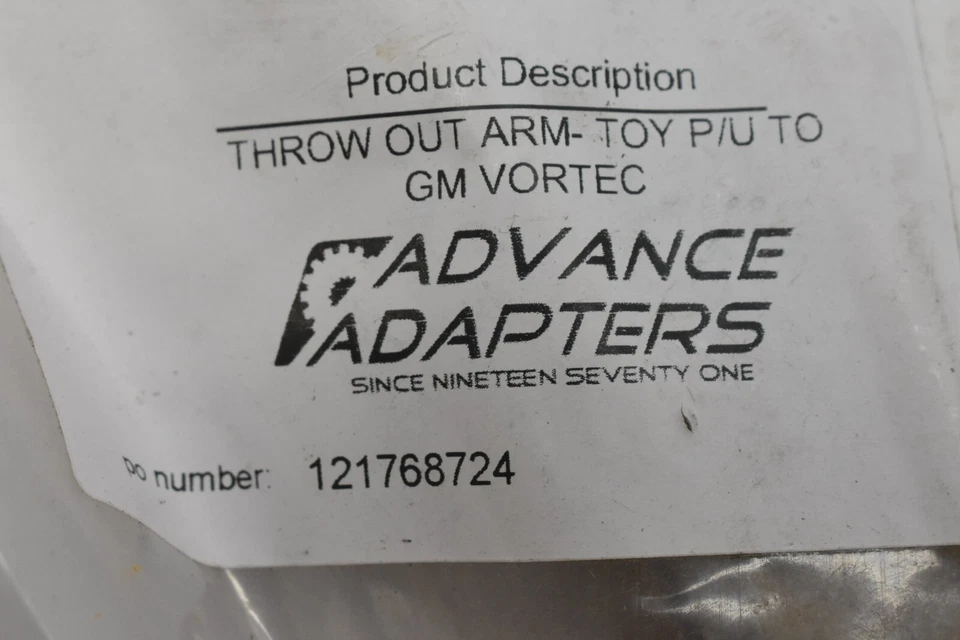 Product Description
THROW OUT ARM- TOY P/U TO
GM VORTEC
ADVANCE
ADAPTERS
SINCE NINETEEN SEVENTY ONE
po number: 121768724